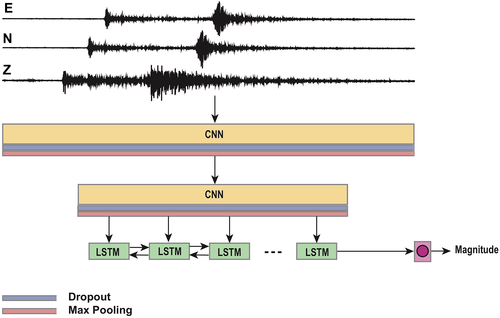 E
N
Z
CNN
CNN
LSTM LSTM LSTM --- LSTM Magnitude
Dropout
Max Pooling